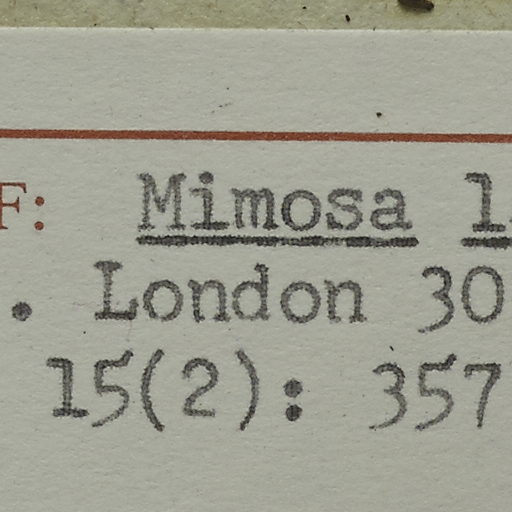 F: Mimosa
. London 30
15(2): 357